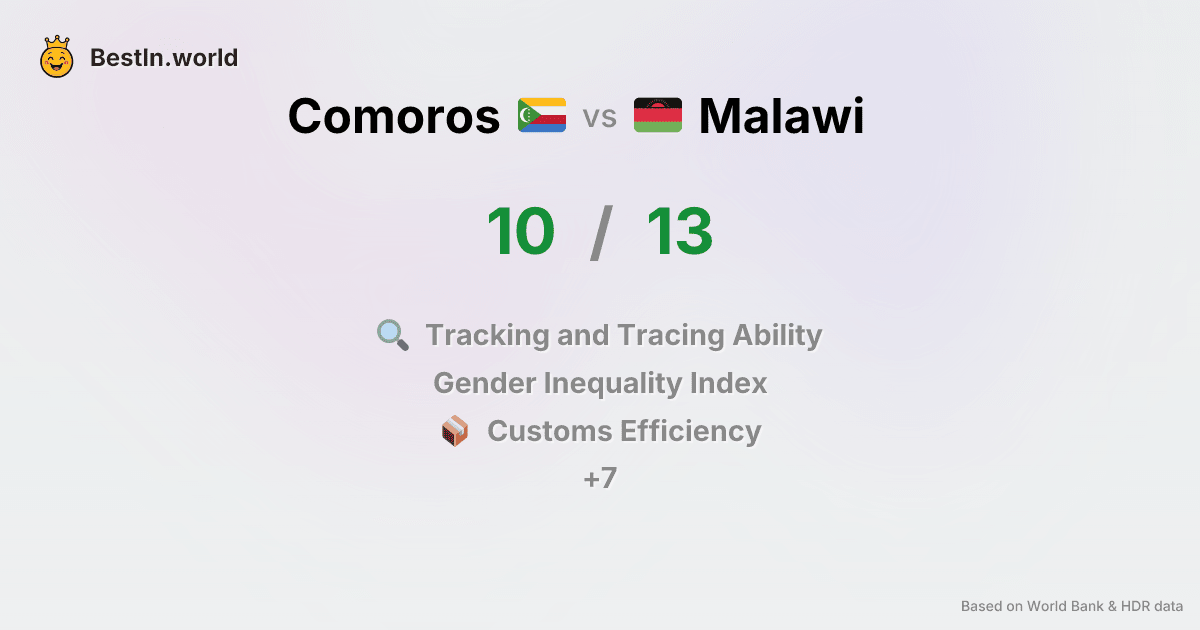 BestIn.world
Comoros vs Malawi
10 / 13
Tracking and Tracing Ability
Gender Inequality Index
Customs Efficiency
+7
Based on World Bank & HDR data